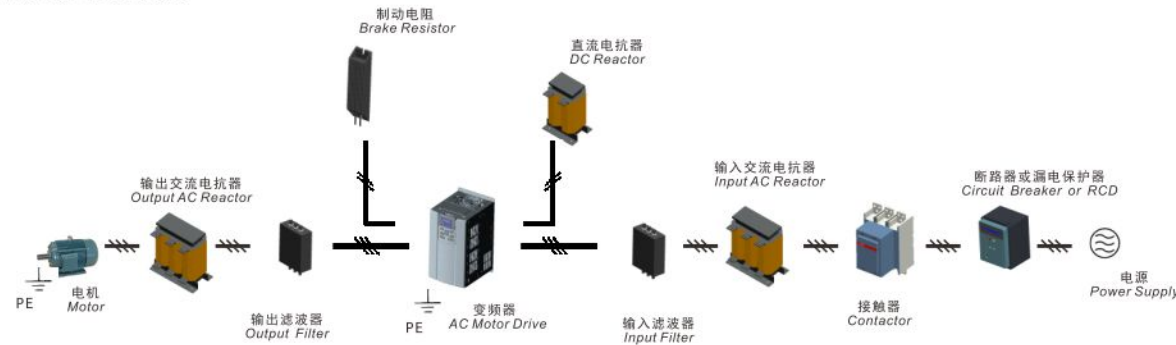 制动电阻
Brake Resistor
直流电抗器
DC Reactor
输出交流电抗器
Output AC Reactor
输入交流电抗器
Input AC Reactor
断路器或漏电保护器
Circuit Breaker or RCD
PE
电机
Motor
输出滤波器
Output Filter
PE
变频器
AC Motor Drive
输入滤波器
Input Filter
接触器
Contactor
电源
Power Supply